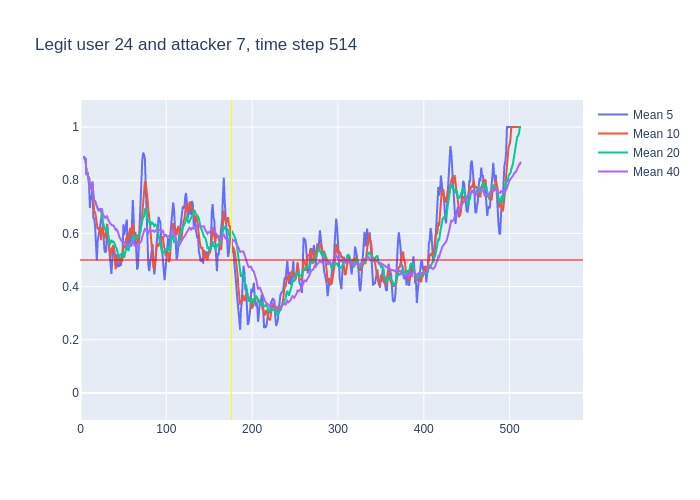 Legit user 24 and attacker 7, time step 514
Mean 5
Mean 10
Mean 20
Mean 40
1
0.8
0.6
0.4
0.2
0
0 100 200 300 400 500